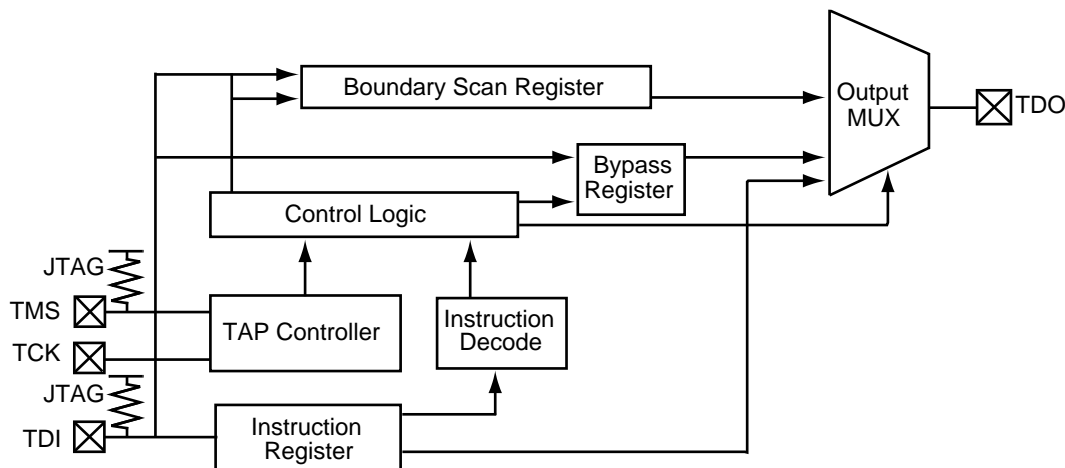 Boundary Scan Register
Output
MUX
TDO
Bypass
Register
Control Logic
JTAG
TMS
TAP Controller
Instruction
Decode
TCK
JTAG
TDI
Instruction
Register